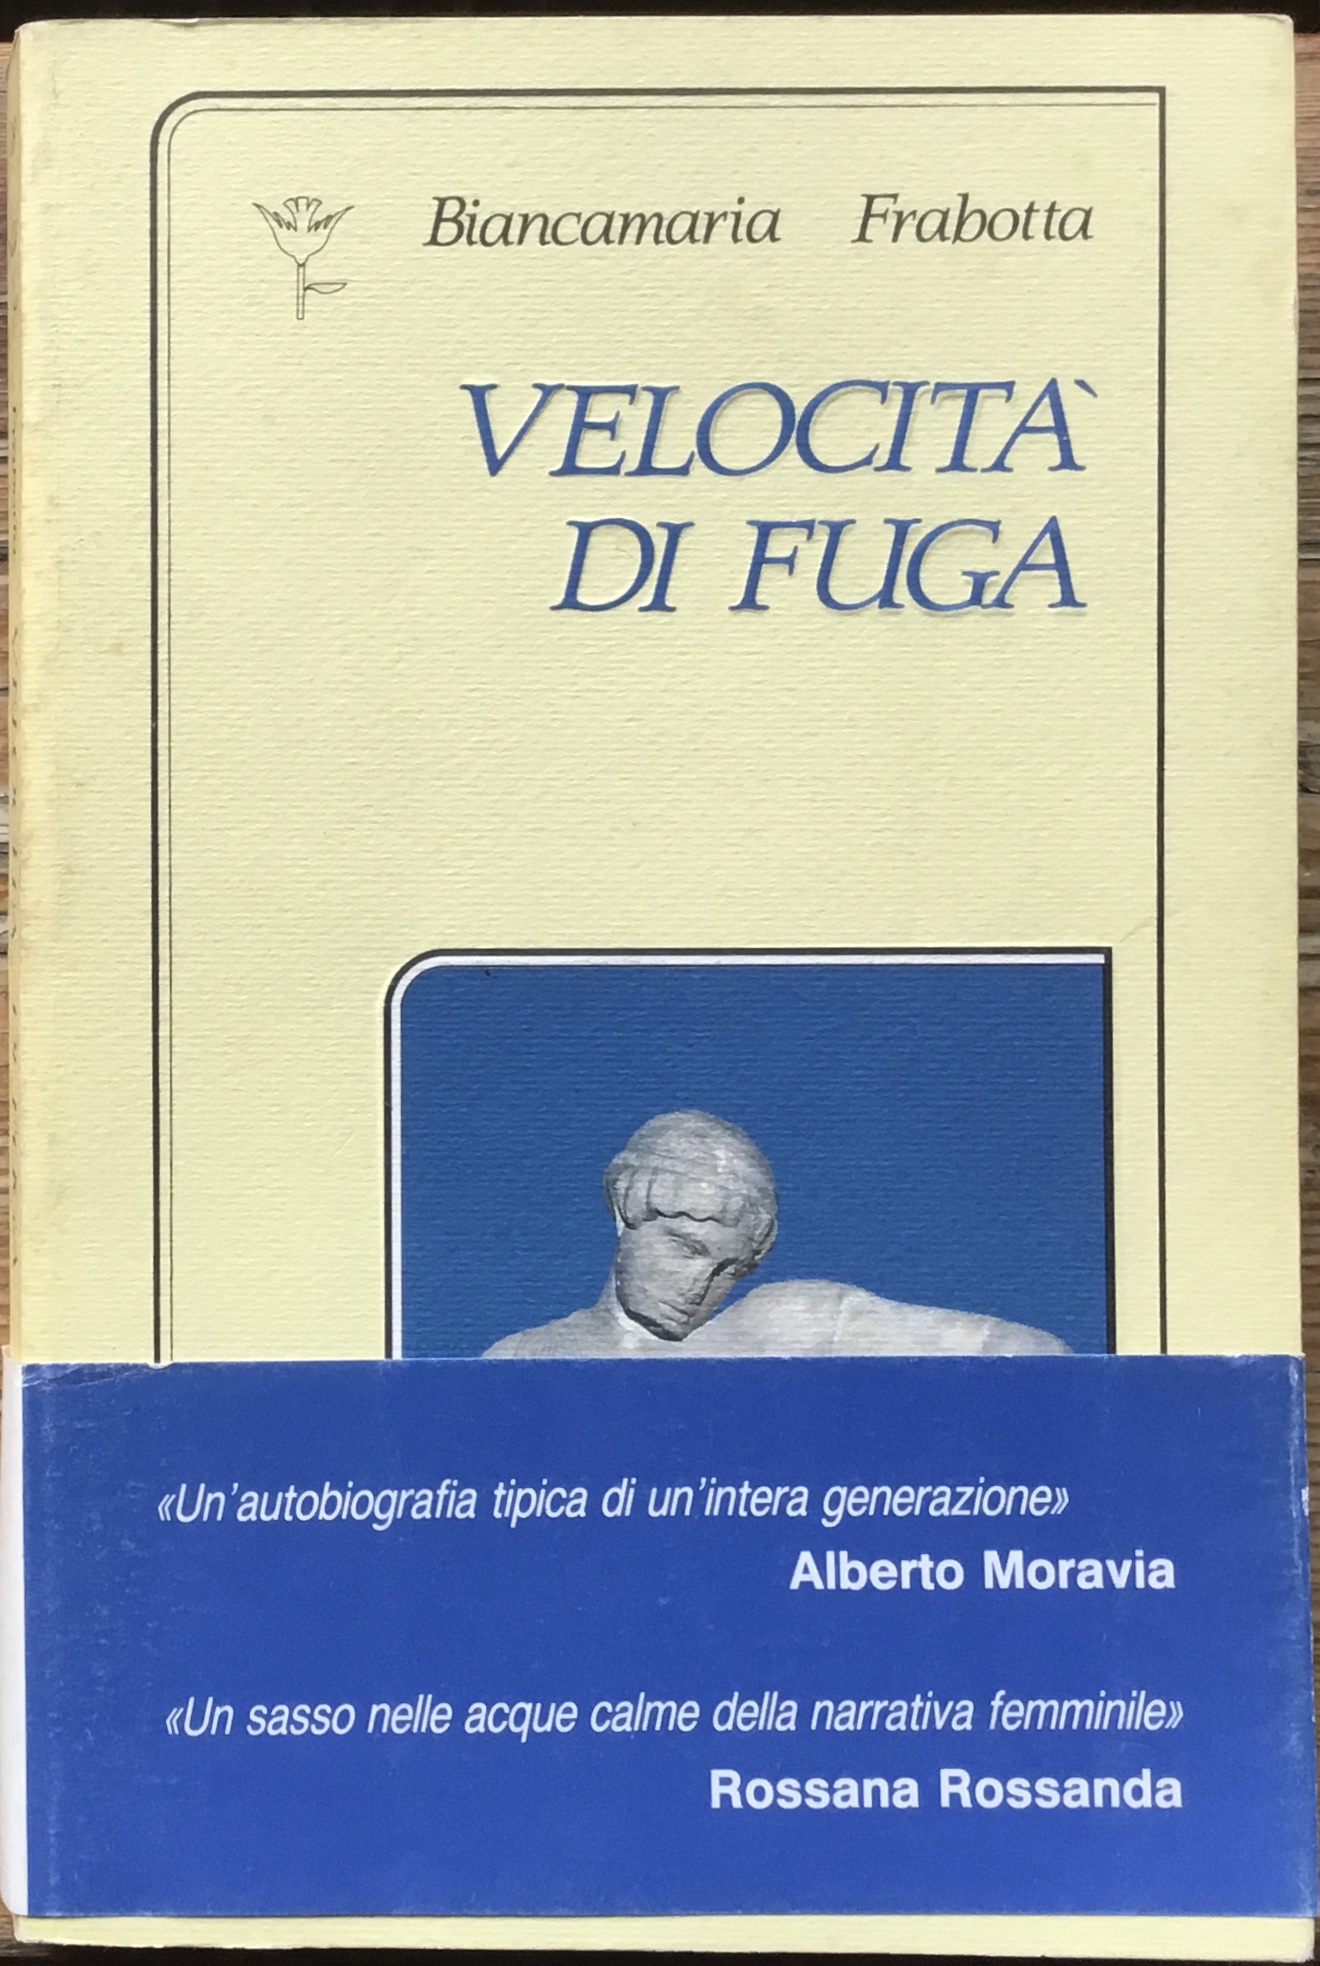 Biancamaria Frabotta
VELOCITÀ
DI FUGA
«Un'autobiografia tipica di un'intera generazione»
Alberto Moravia
«Un sasso nelle acque calme della narrativa femminile»
Rossana Rossanda